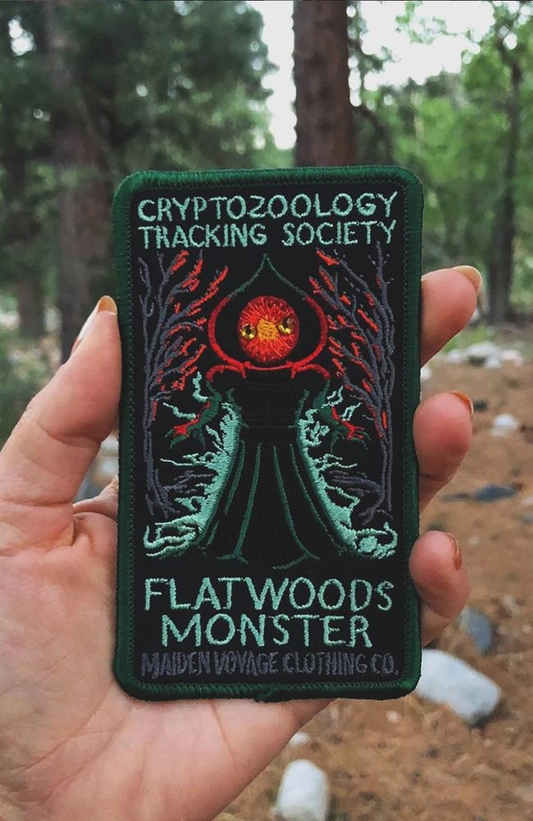 CRYPTOZOOLOGY
TRACKING SOCIETY
FLATWOODS
MONSTER
MAIDEN VOYAGE CLOTHING CO.